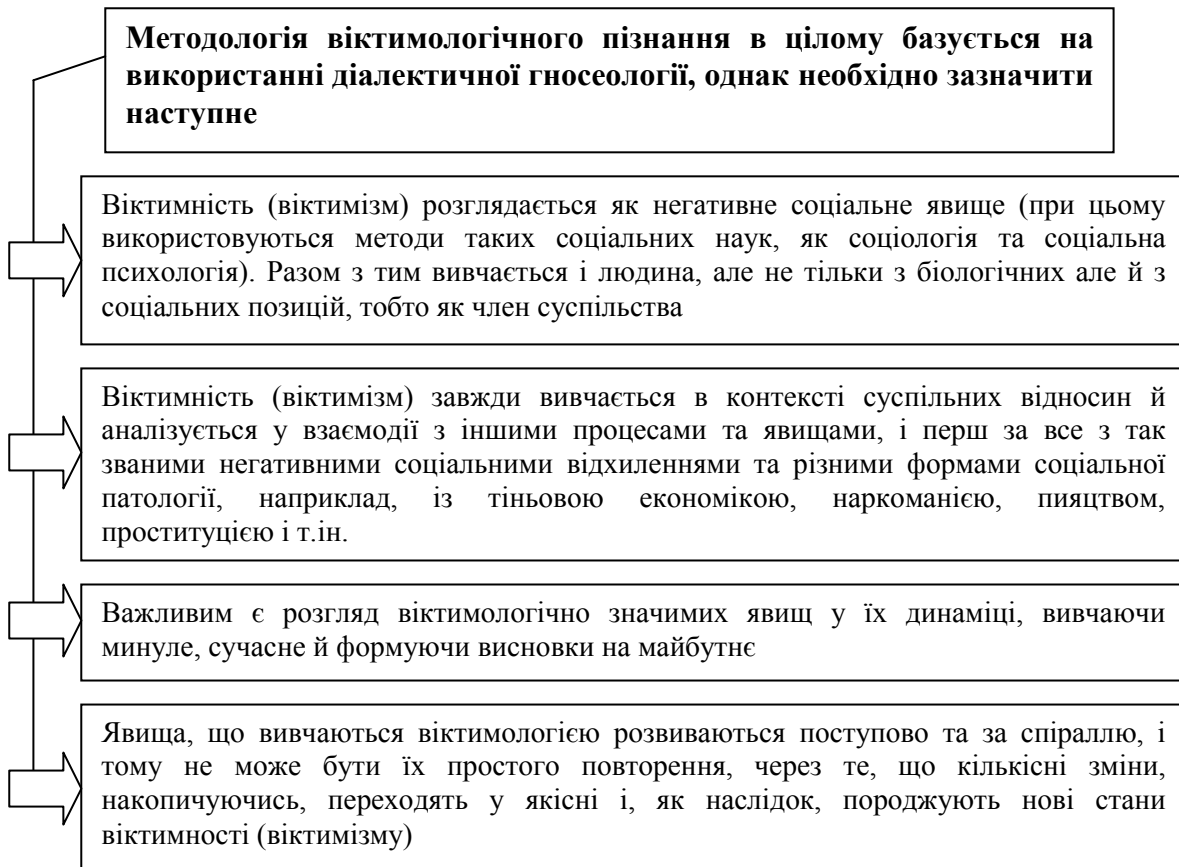 Методологія віктимологічного пізнання в цілому базується на
використанні діалектичної гносеології, однак необхідно зазначити
наступне
Віктимність (віктимізм) розглядається як негативне соціальне явище (при цьому
використовуються методи таких соціальних наук, як соціологія та соціальна
психологія). Разом з тим вивчається і людина, але не тільки з біологічних але й з
соціальних позицій, тобто як член суспільства
Віктимність (віктимізм) завжди вивчається в контексті суспільних відносин й
аналізується у взаємодії з іншими процесами та явищами, і перш за все з так
званими негативними соціальними відхиленнями та різними формами соціальної
патології, наприклад, із тіньовою економікою, наркоманією, пияцтвом,
проституцією і т.ін.
Важливим є розгляд віктимологічно значимих явищ у їх динаміці, вивчаючи
минуле, сучасне й формуючи висновки на майбутнє
Явища, що вивчаються віктимологією розвиваються поступово та за спіраллю, і
тому не може бути їх простого повторення, через те, що кількісні зміни,
накопичуючись, переходять у якісні і, як наслідок, породжують нові стани
віктимності (віктимізму)